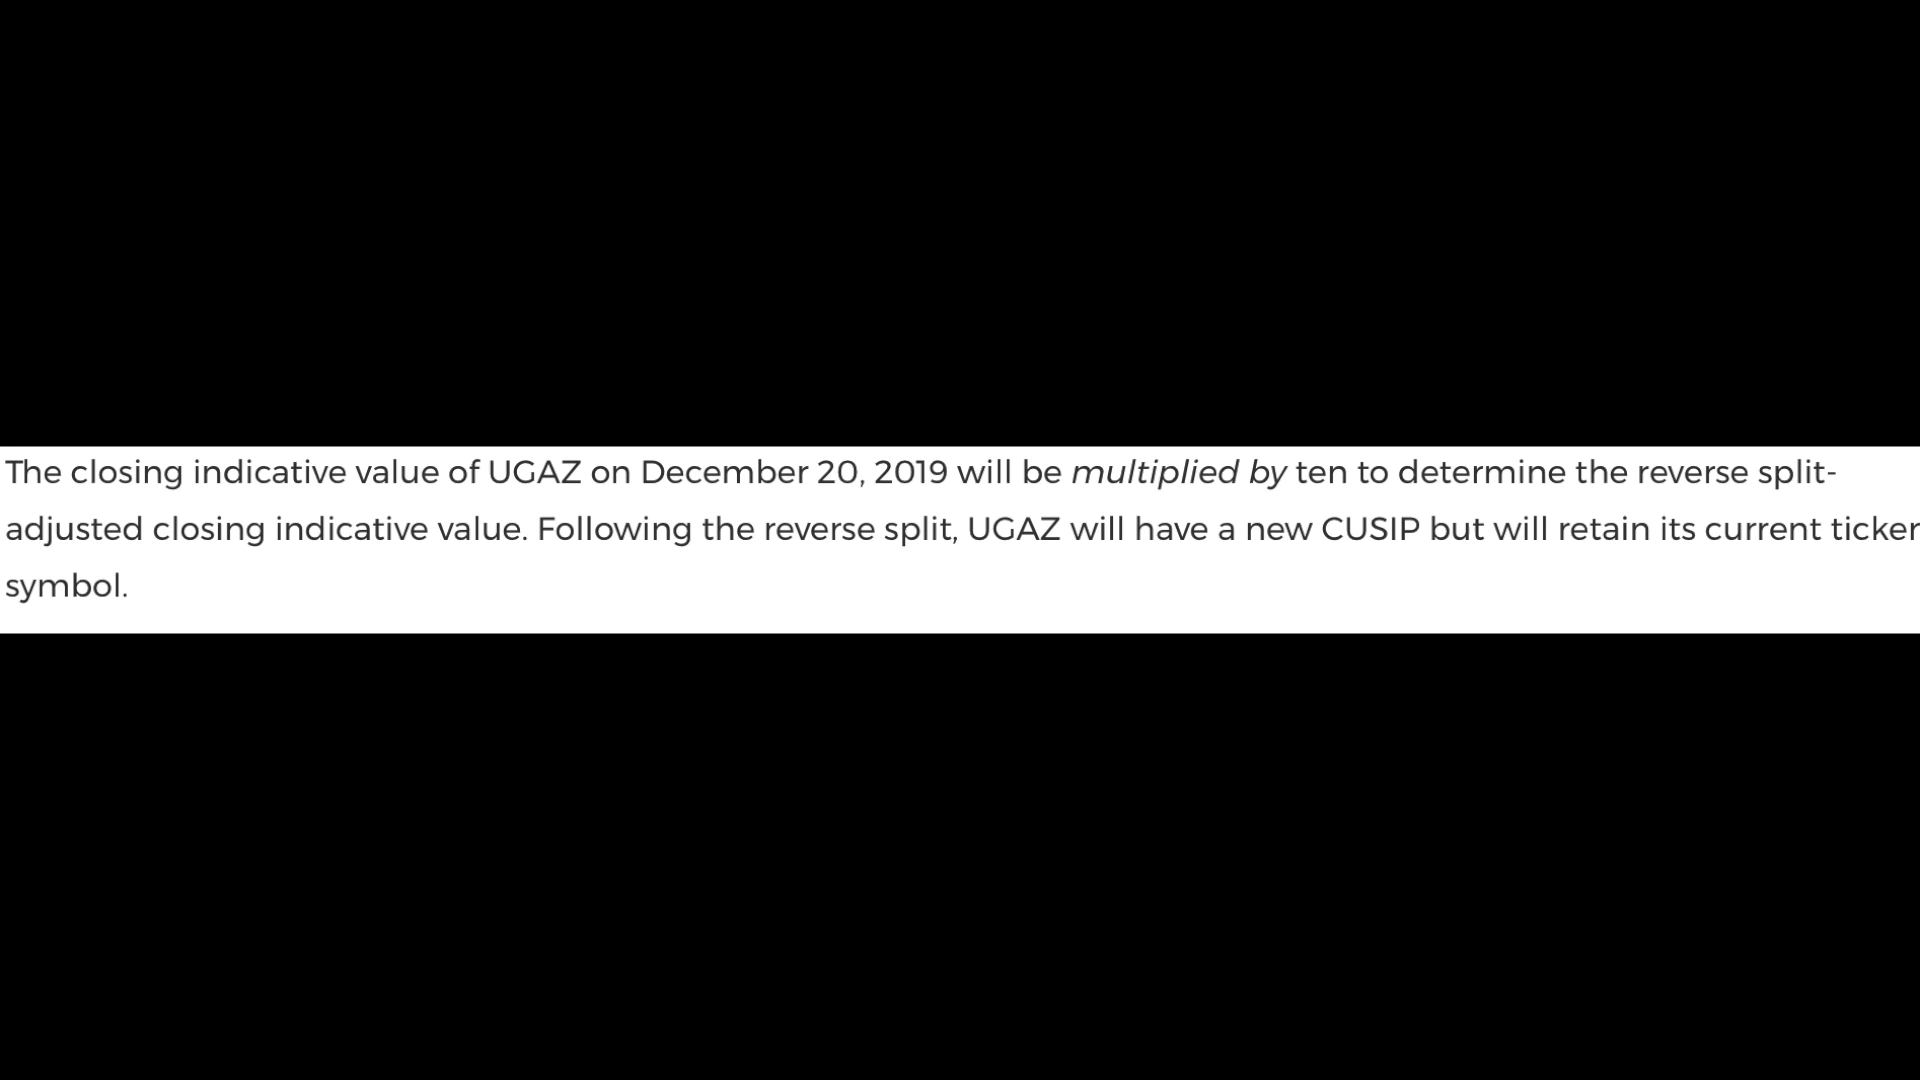 The closing indicative value of UGAZ on December 20, 2019 will be multiplied by ten to determine the reverse split-
adjusted closing indicative value. Following the reverse split, UGAZ will have a new CUSIP but will retain its current ticker
symbol.